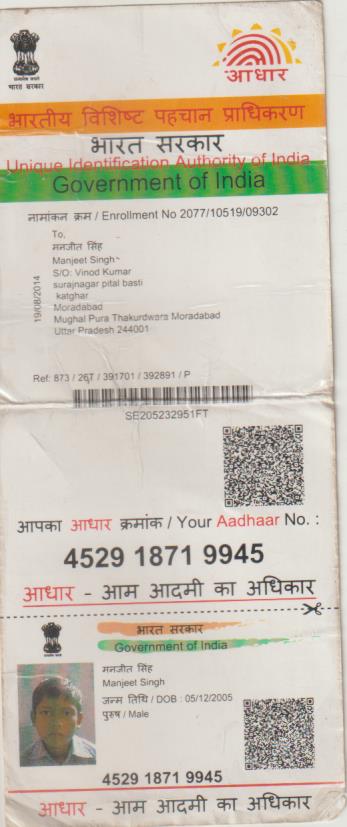 भारत सरकार
आधार
भारतीय विशिष्ट पहचान प्राधिकरण
भारत सरकार
Unique Identification Authority of India
Government of India
नामांकन क्रम / Enrollment No 2077/10519/09302
To,
मनजीत सिंह
Manjeet Singh
S/O: Vinod Kumar
surajnagar pital basti
katghar
Moradabad
Mughal Pura Thakurdwara Moradabad
Uttar Pradesh 244001
19/08/2014
Ref: 873 / 26T / 391701 / 392891 / P
SE205232951FT
आपका आधार क्रमांक / Your Aadhaar No. :
4529 1871 9945
आधार - आम आदमी का अधिकार
भारत सरकार
Government of India
मनजीत सिंह
Manjeet Singh
जन्म तिथि / DOB : 05/12/2005
पुरुष / Male
4529 1871 9945
आधार - आम आदमी का अधिकार